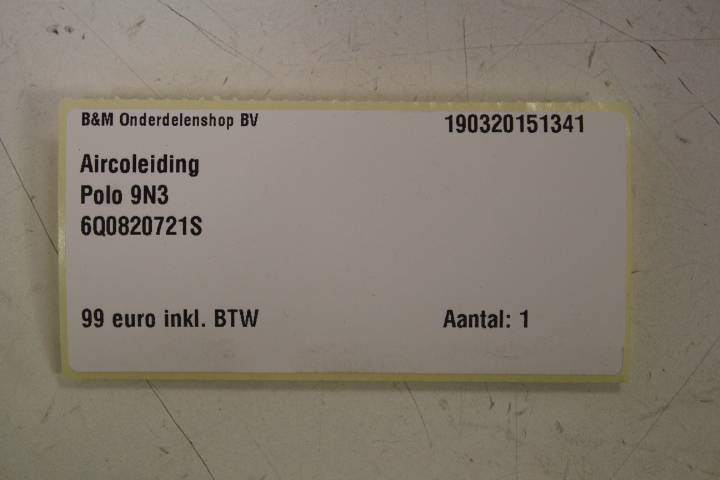 B&M Onderdelenshop BV 190320151341
Aircoleiding
Polo 9N3
6Q0820721S
99 euro inkl. BTW Aantal: 1